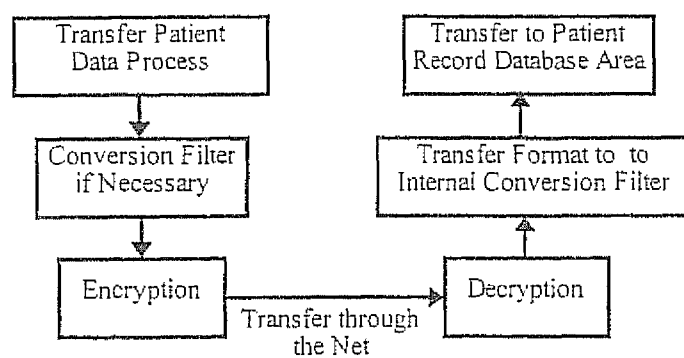 Transfer Patient
Data Process
Conversion Filter
if Necessary
Encryption
Transfer through
the Net
Decryption
Transfer Format to to
Internal Conversion Filter
Transfer to Patient
Record Database Area